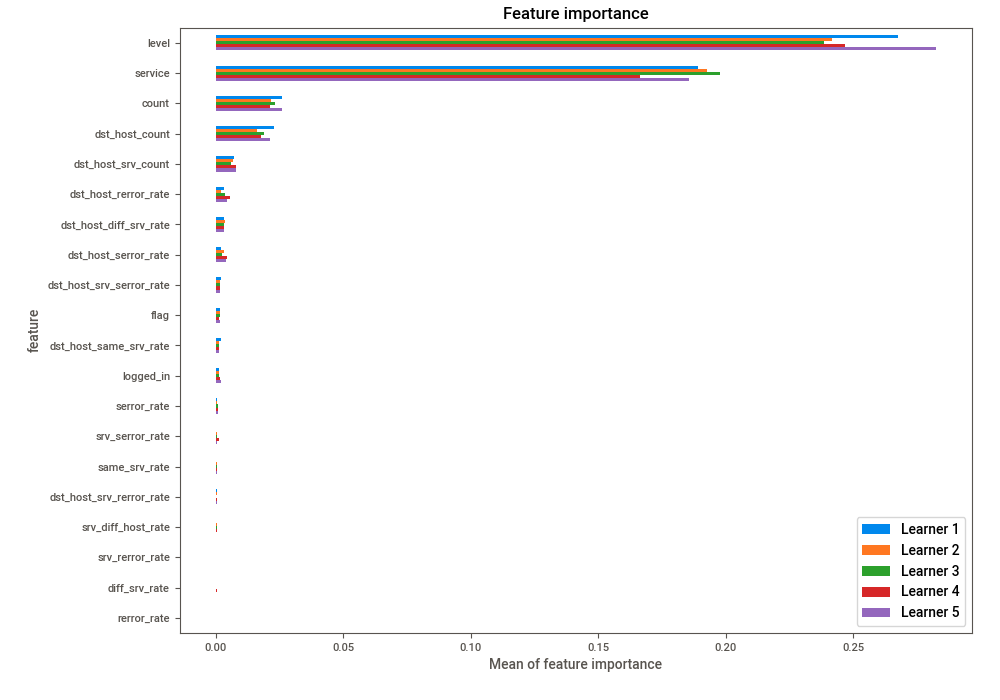 Feature importance
level
service
count
dst_host_count
dst_host_srv_count
dst_host_rerror_rate
dst_host_diff_srv_rate
dst_host_serror_rate
dst_host_srv_serror_rate
flag
dst_host_same_srv_rate
logged_in
serror_rate
srv_serror_rate
same_srv_rate
dst_host_srv_rerror_rate
srv_diff_host_rate
srv_rerror_rate
diff_srv_rate
rerror_rate
feature
Learner 1
Learner 2
Learner 3
Learner 4
Learner 5
0.00 0.05 0.10 0.15 0.20 0.25
Mean of feature importance